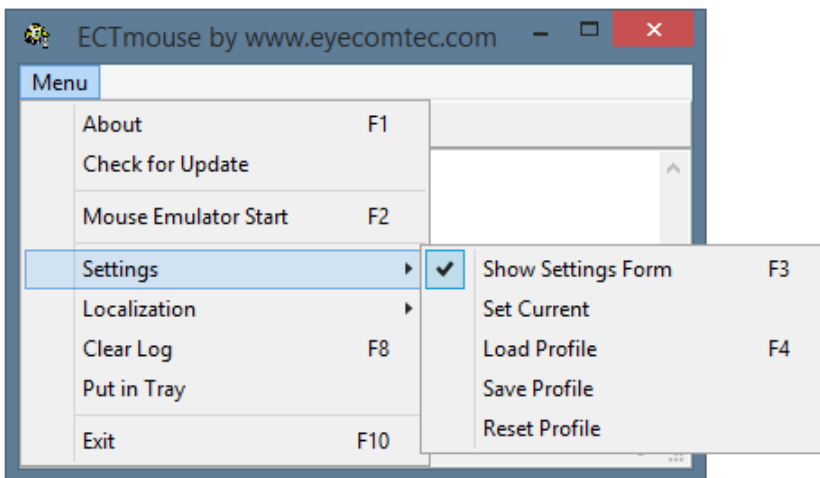 ECTmouse by www.eyecomtec.com
Menu
About F1
Check for Update
Mouse Emulator Start F2
Settings
Localization
Clear Log F8
Put in Tray
Exit F10
Show Settings Form F3
Set Current
Load Profile F4
Save Profile
Reset Profile